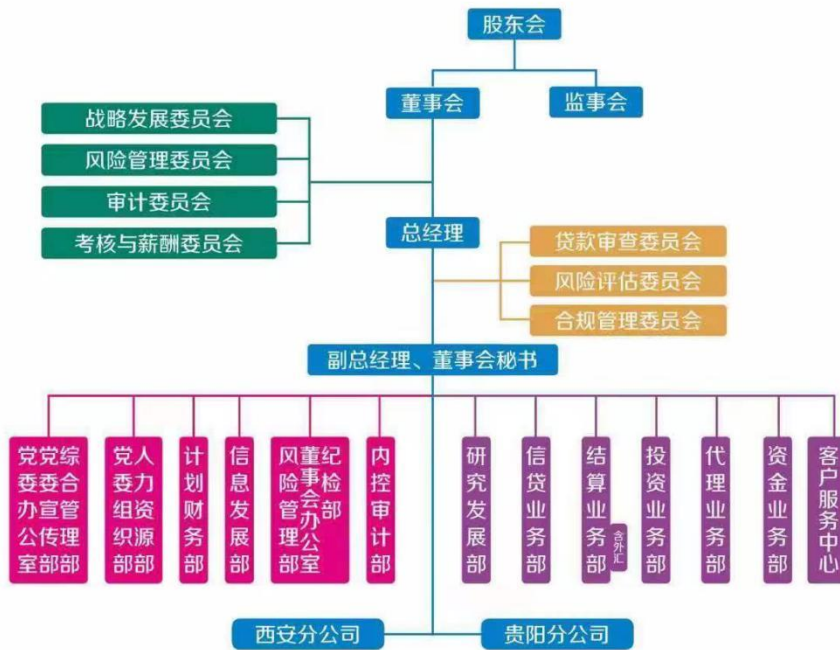 股东会
董事会
监事会
战略发展委员会
风险管理委员会
审计委员会
考核与薪酬委员会
总经理
贷款审查委员会
风险评估委员会
合规管理委员会
副总经理、董事会秘书
综合管理部
党委宣传部
党委办公室
人力资源部
党委组织部
计划财务部
信息发展部
纪检部
董事会办公室
风险管理部
内控审计部
研究发展部
信贷业务部
结算业务部
含外汇
投资业务部
代理业务部
资金业务部
客户服务中心
西安分公司
贵阳分公司